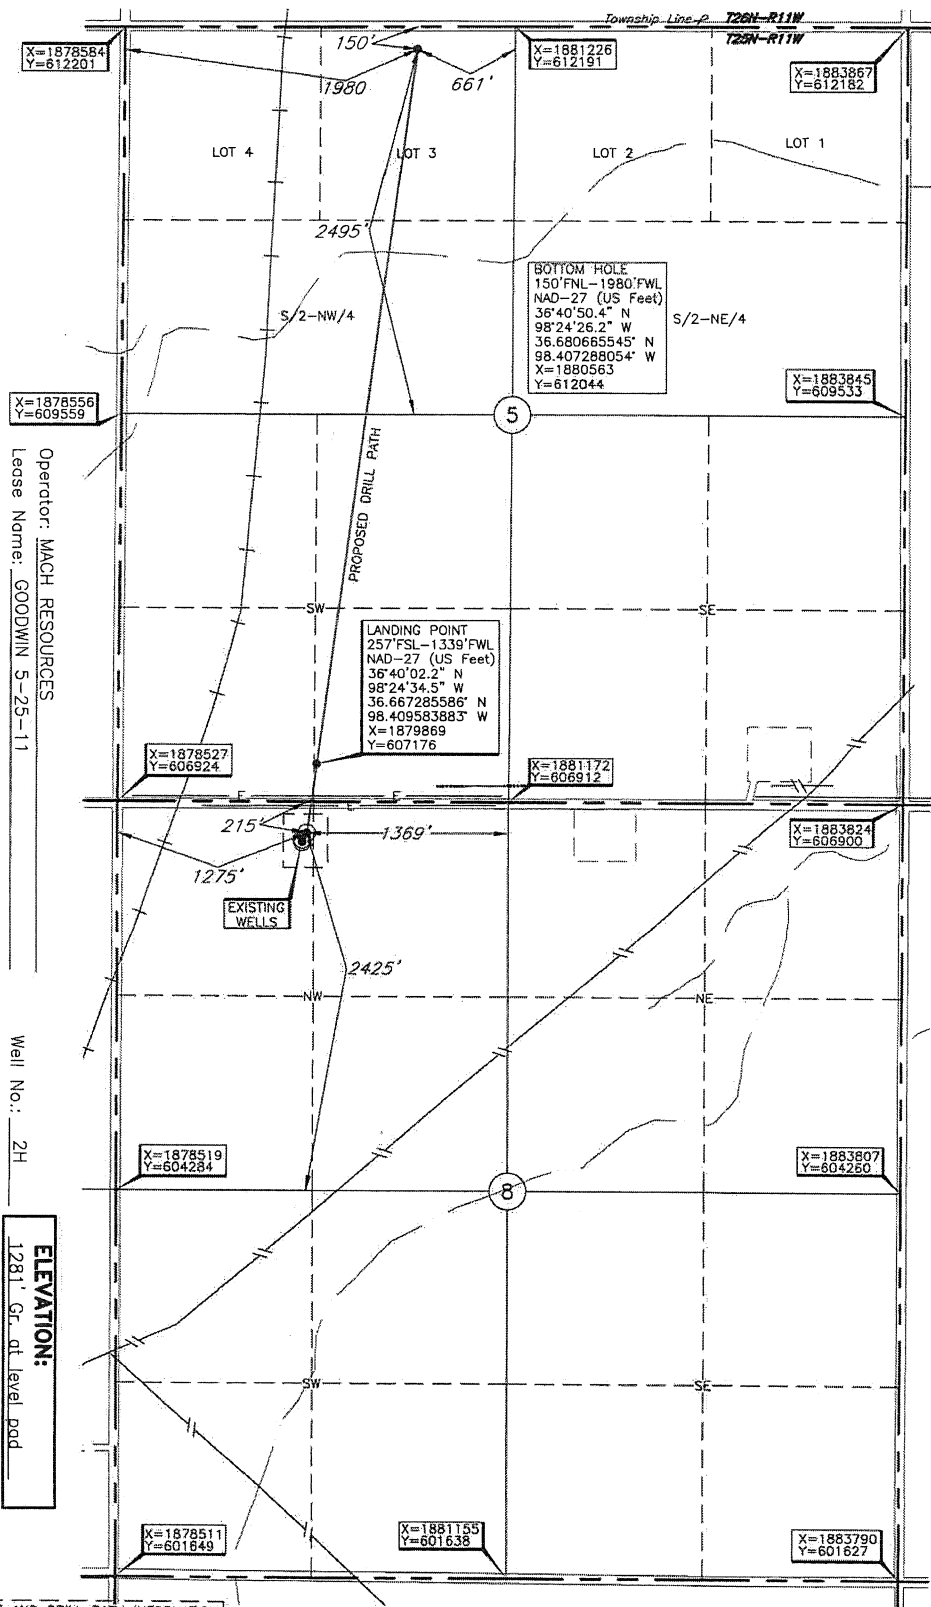 Township Line
T26N-R11W
T25N-R11W
X=1878584
Y=612201
150'
X=1881226
Y=612191
X=1883867
Y=612182
1980
661'
LOT 4
LOT 3
LOT 2
LOT 1
2495'
BOTTOM HOLE
150'FNL-1980'FWL
NAD-27 (US Feet)
36°40'50.4" N
98°24'26.2" W
36.680665545° N
98.407288054° W
X=1880563
Y=612044
S/2-NW/4
S/2-NE/4
X=1878556
Y=609559
X=1883845
Y=609533
5
PROPOSED DRILL PATH
SW
SE
LANDING POINT
257'FSL-1339'FWL
NAD-27 (US Feet)
36°40'02.2" N
98°24'34.5" W
36.667285586° N
98.409583883° W
X=1879869
Y=607176
Operator: MACH RESOURCES
Lease Name: GOODWIN 5-25-11
Well No.: 2H
X=1878527
Y=606924
X=1881172
Y=606912
E
E
E
215'
1369'
X=1883824
Y=606900
1275'
EXISTING
WELLS
2425'
NW
NE
X=1878519
Y=604284
X=1883807
Y=604260
8
ELEVATION:
1281' Gr. at level pad
SW
SE
X=1878511
Y=601649
X=1881155
Y=601638
X=1883790
Y=601627